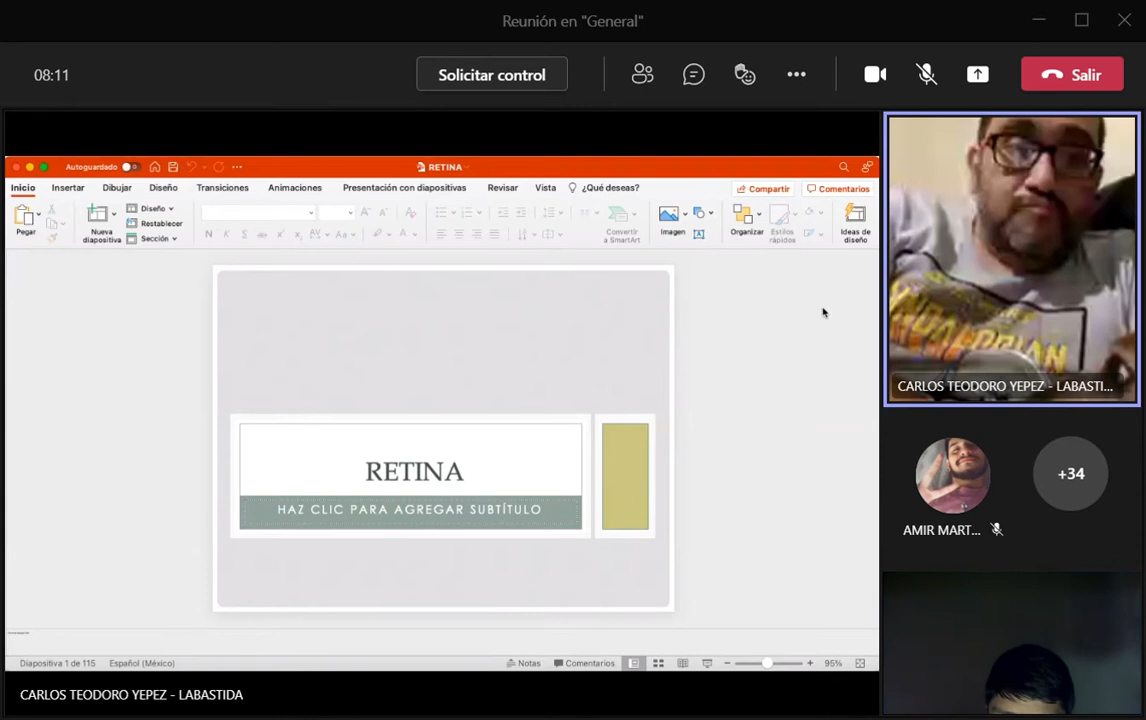 Reunión en "General"
08:11
Solicitar control
Salir
Autoguardado
RETINA
Inicio
Insertar
Dibujar
Diseño
Transiciones
Animaciones
Presentación con diapositivas
Revisar
Vista
¿Qué deseas?
Compartir
Comentarios
Pegar
Nueva diapositiva
Diseño
Restablecer
Sección
Convertir a SmartArt
Imagen
Organizar
Estilos rápidos
Ideas de diseño
RETINA
HAZ CLIC PARA AGREGAR SUBTÍTULO
Diapositiva 1 de 115
Español (México)
Notas
Comentarios
95%
CARLOS TEODORO YEPEZ - LABASTIDA
CARLOS TEODORO YEPEZ - LABASTI...
AMIR MART...
+34